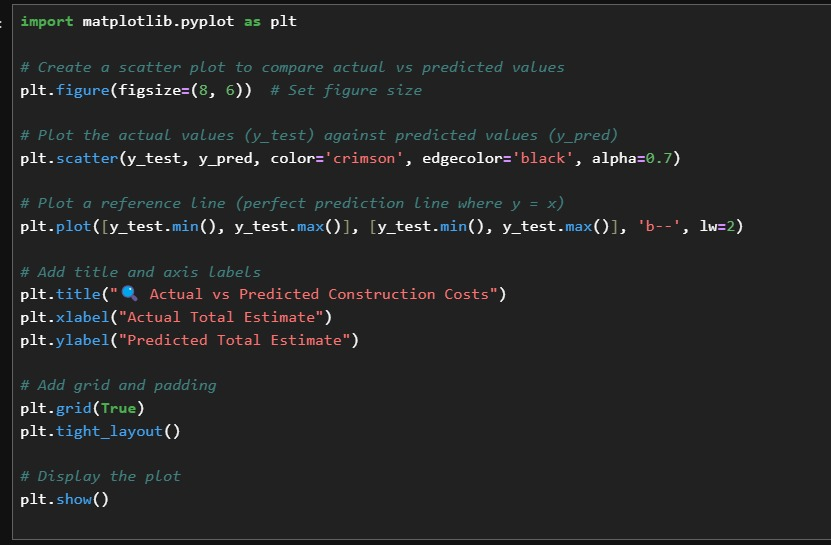 import matplotlib.pyplot as plt
# Create a scatter plot to compare actual vs predicted values
plt.figure(figsize=(8, 6))  # Set figure size
# Plot the actual values (y_test) against predicted values (y_pred)
plt.scatter(y_test, y_pred, color='crimson', edgecolor='black', alpha=0.7)
# Plot a reference line (perfect prediction line where y = x)
plt.plot([y_test.min(), y_test.max()], [y_test.min(), y_test.max()], 'b--', lw=2)
# Add title and axis labels
plt.title("🔍 Actual vs Predicted Construction Costs")
plt.xlabel("Actual Total Estimate")
plt.ylabel("Predicted Total Estimate")
# Add grid and padding
plt.grid(True)
plt.tight_layout()
# Display the plot
plt.show()